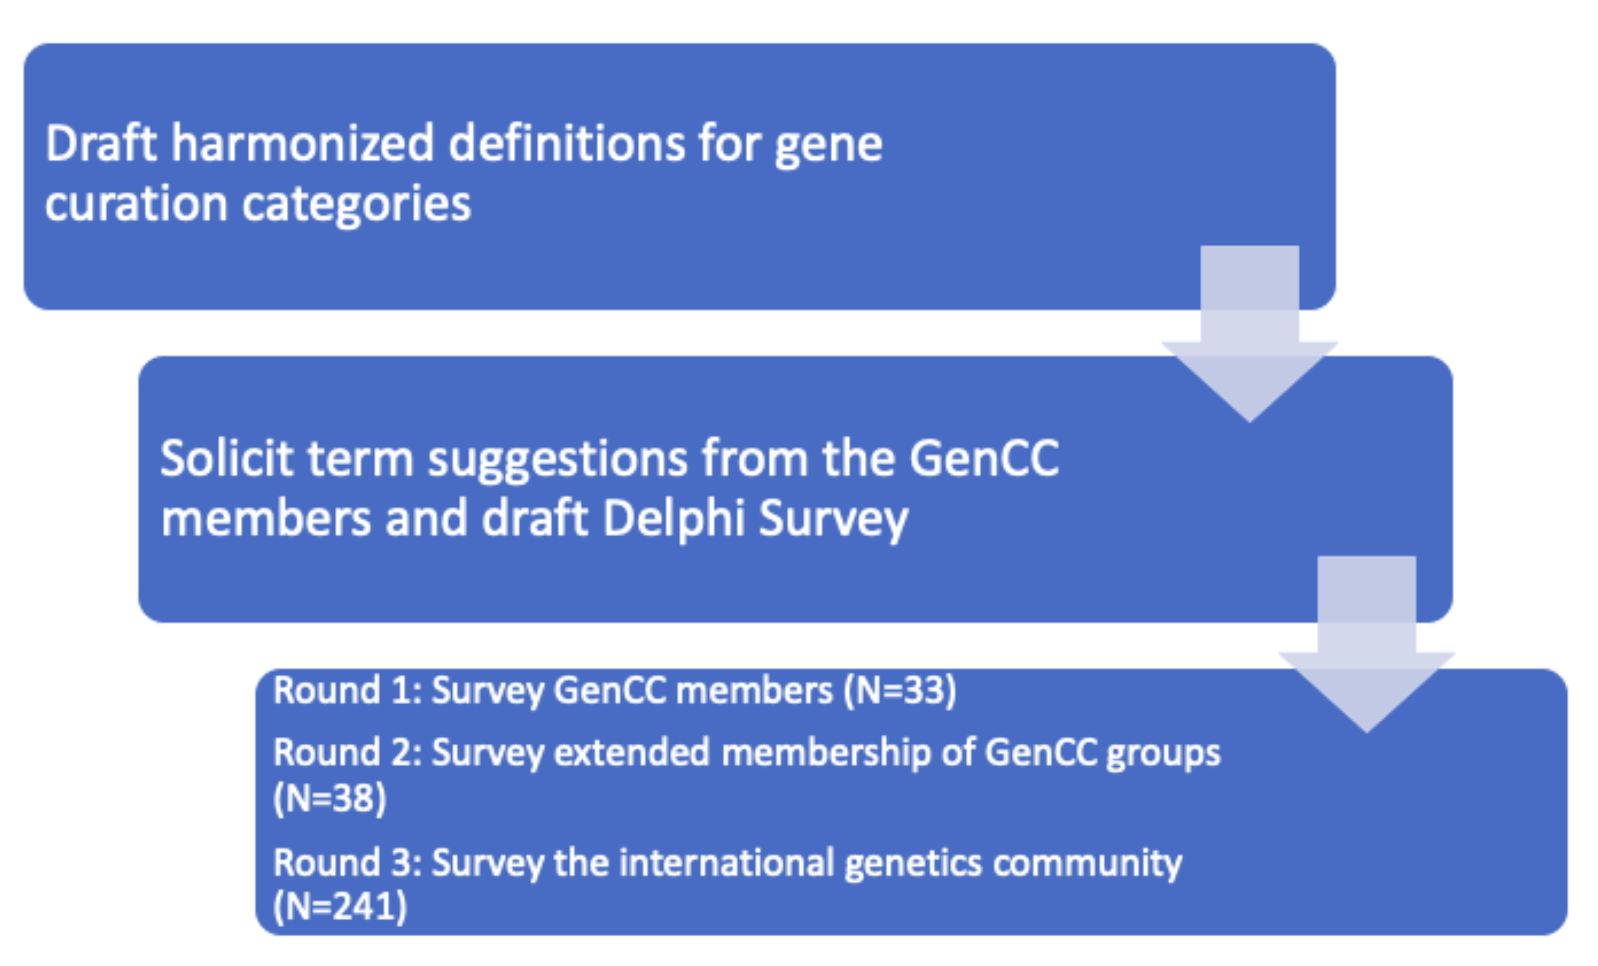 Draft harmonized definitions for gene
curation categories
Solicit term suggestions from the GenCC
members and draft Delphi Survey
Round 1: Survey GenCC members (N=33)
Round 2: Survey extended membership of GenCC groups
(N=38)
Round 3: Survey the international genetics community
(N=241)